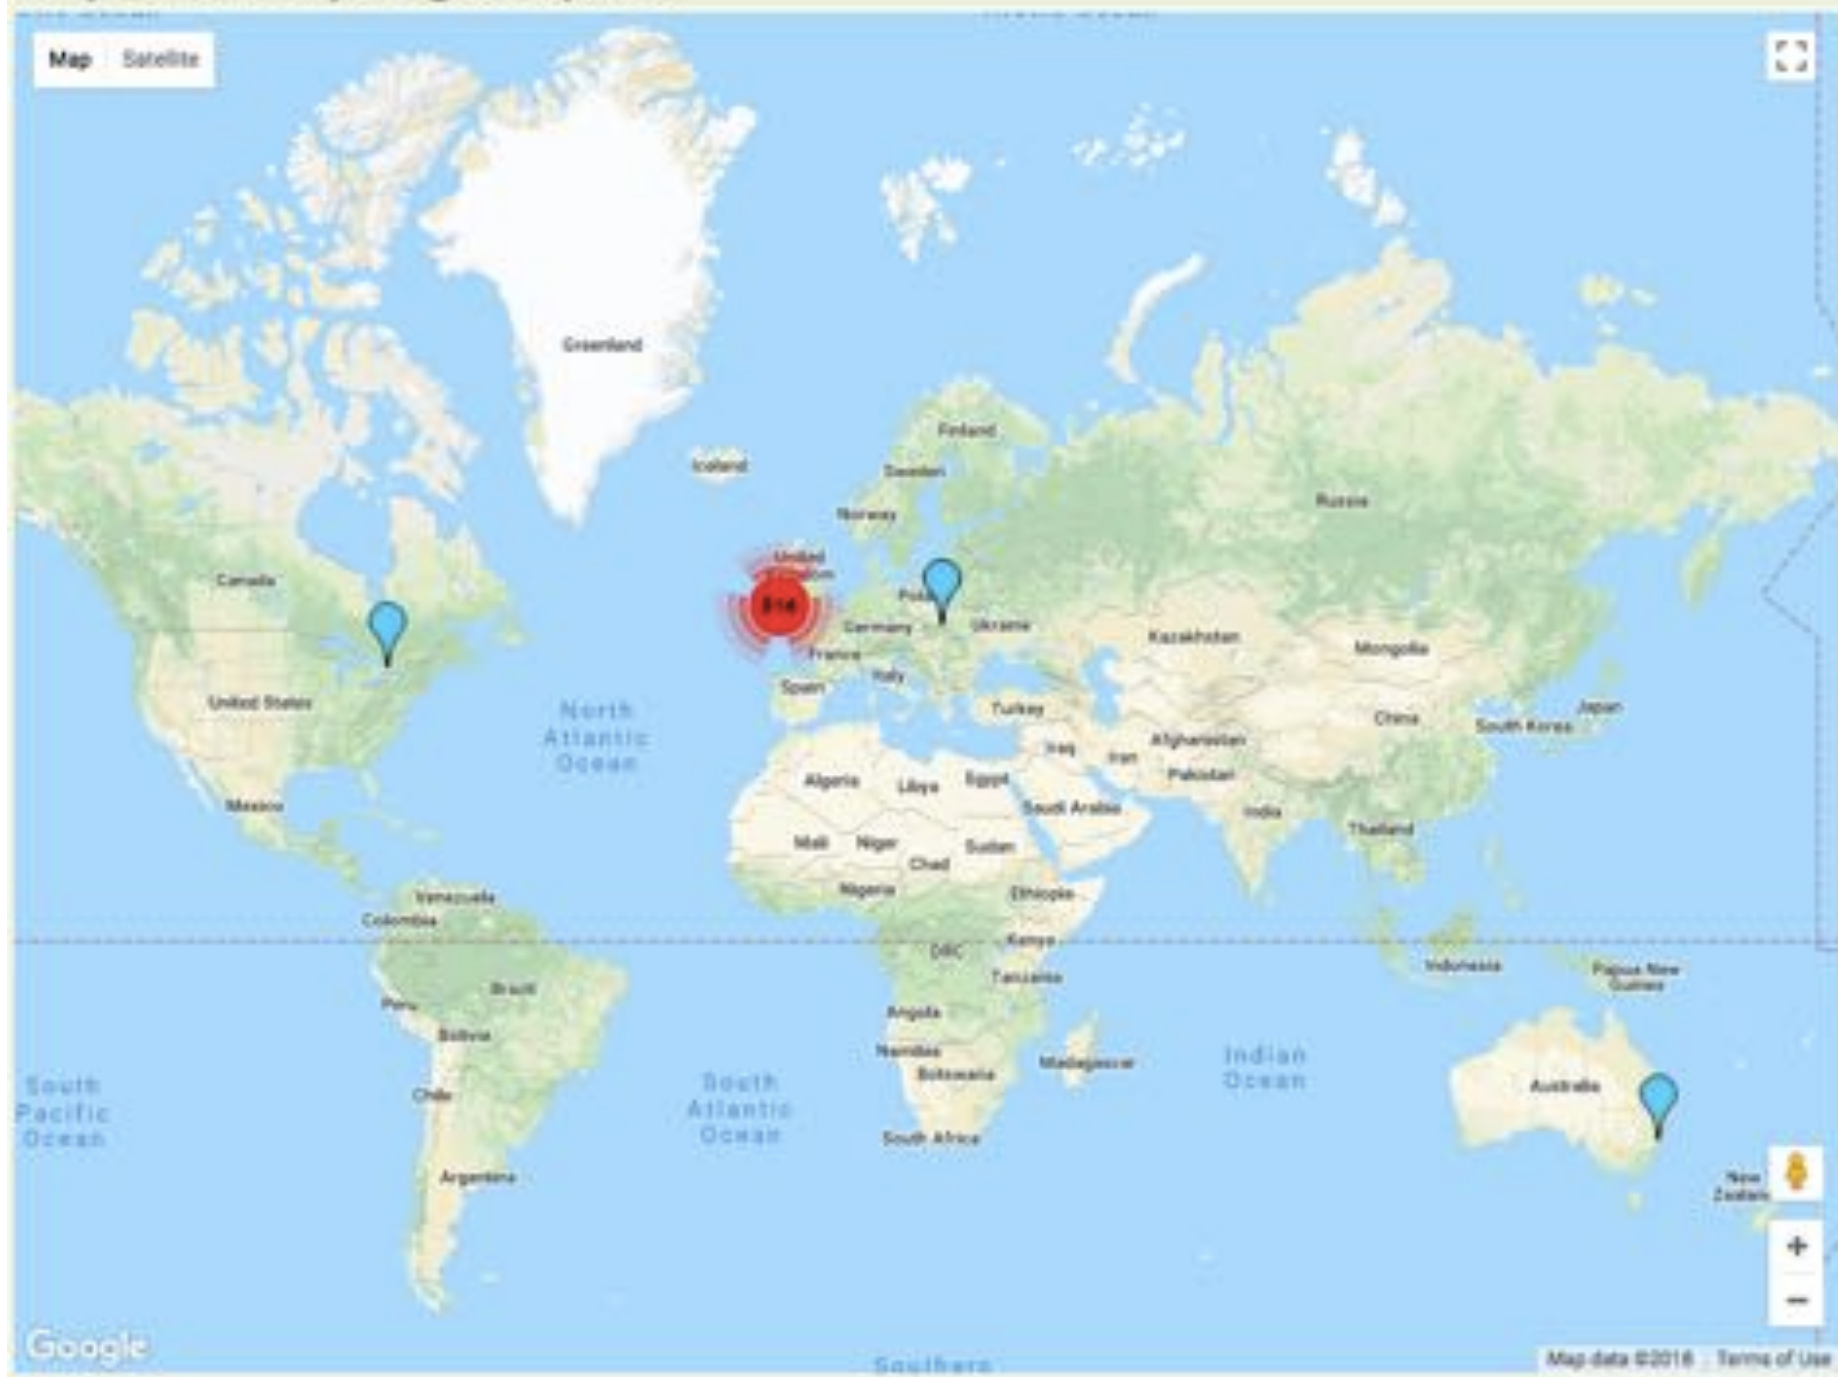 Map Satellite
Greenland
Finland
Iceland
Sweden
Russia
Norway
United
Canada
Germany
Ukraine
Kazakhstan
Mongolia
France
Italy
Spain
United States
North
Atlantic
Ocean
Turkey
China
Japan
South Korea
Afghanistan
Iraq
Iran
Algeria
Libya
Egypt
Pakistan
Mexico
Saudi Arabia
India
Thailand
Mali
Niger
Sudan
Chad
Nigeria
Ethiopia
Venezuela
Colombia
Kenya
DRC
Indonesia
Papua New
Guinea
Tanzania
Brazil
Peru
Angola
Bolivia
Namibia
Botswana
Madagascar
Indian
Ocean
South
Pacific
Ocean
South
Atlantic
Ocean
Chile
Australia
South Africa
Argentina
New
Google
Map data ©2018 Terms of Use
Southern